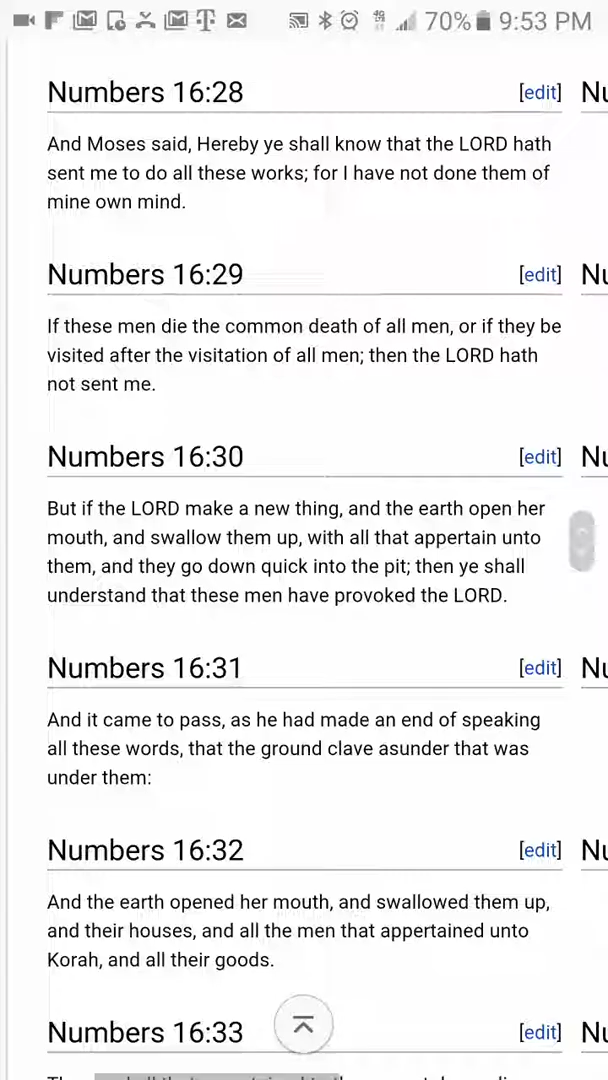 70% 9:53 PM
Numbers 16:28 [edit] Nu
And Moses said, Hereby ye shall know that the LORD hath
sent me to do all these works; for I have not done them of
mine own mind.
Numbers 16:29 [edit] Nu
If these men die the common death of all men, or if they be
visited after the visitation of all men; then the LORD hath
not sent me.
Numbers 16:30 [edit] Nu
But if the LORD make a new thing, and the earth open her
mouth, and swallow them up, with all that appertain unto
them, and they go down quick into the pit; then ye shall
understand that these men have provoked the LORD.
Numbers 16:31 [edit] Nu
And it came to pass, as he had made an end of speaking
all these words, that the ground clave asunder that was
under them:
Numbers 16:32 [edit] Nu
And the earth opened her mouth, and swallowed them up,
and their houses, and all the men that appertained unto
Korah, and all their goods.
Numbers 16:33 [edit] Nu